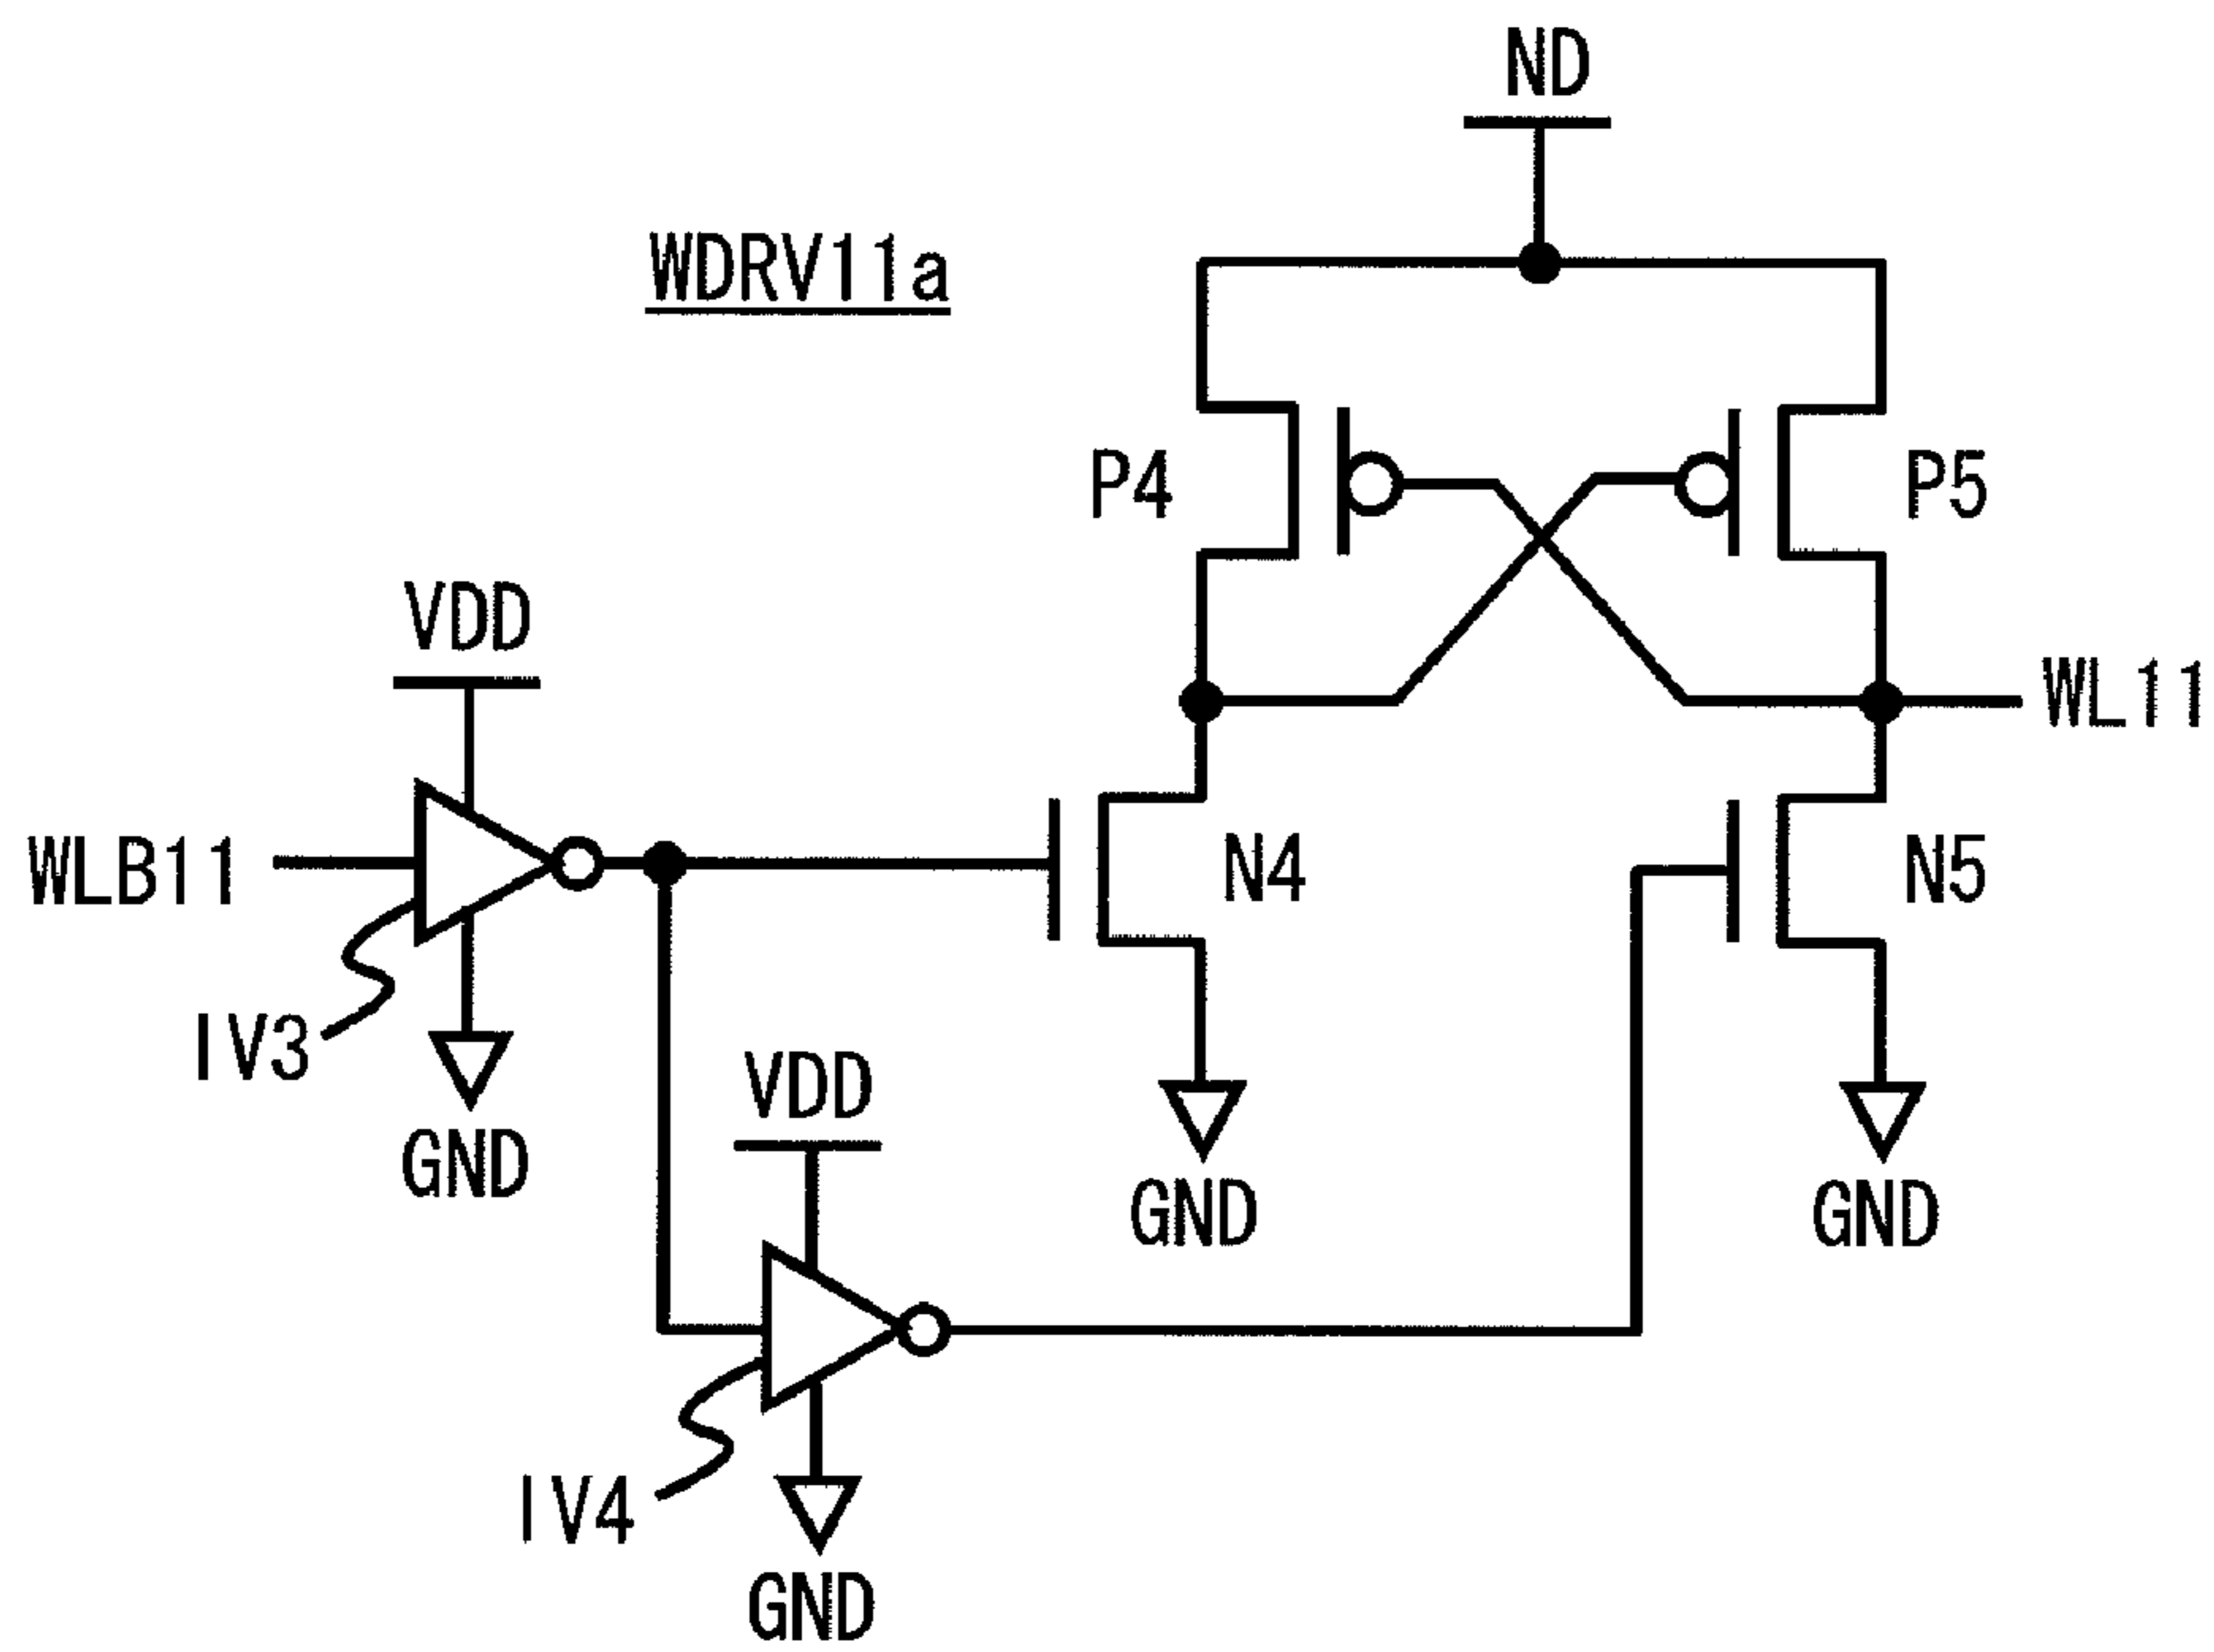 ND
WDRV11a
P4
P5
VDD
WL11
WLB11
N4
N5
IV3
VDD
GND
GND
GND
IV4
GND